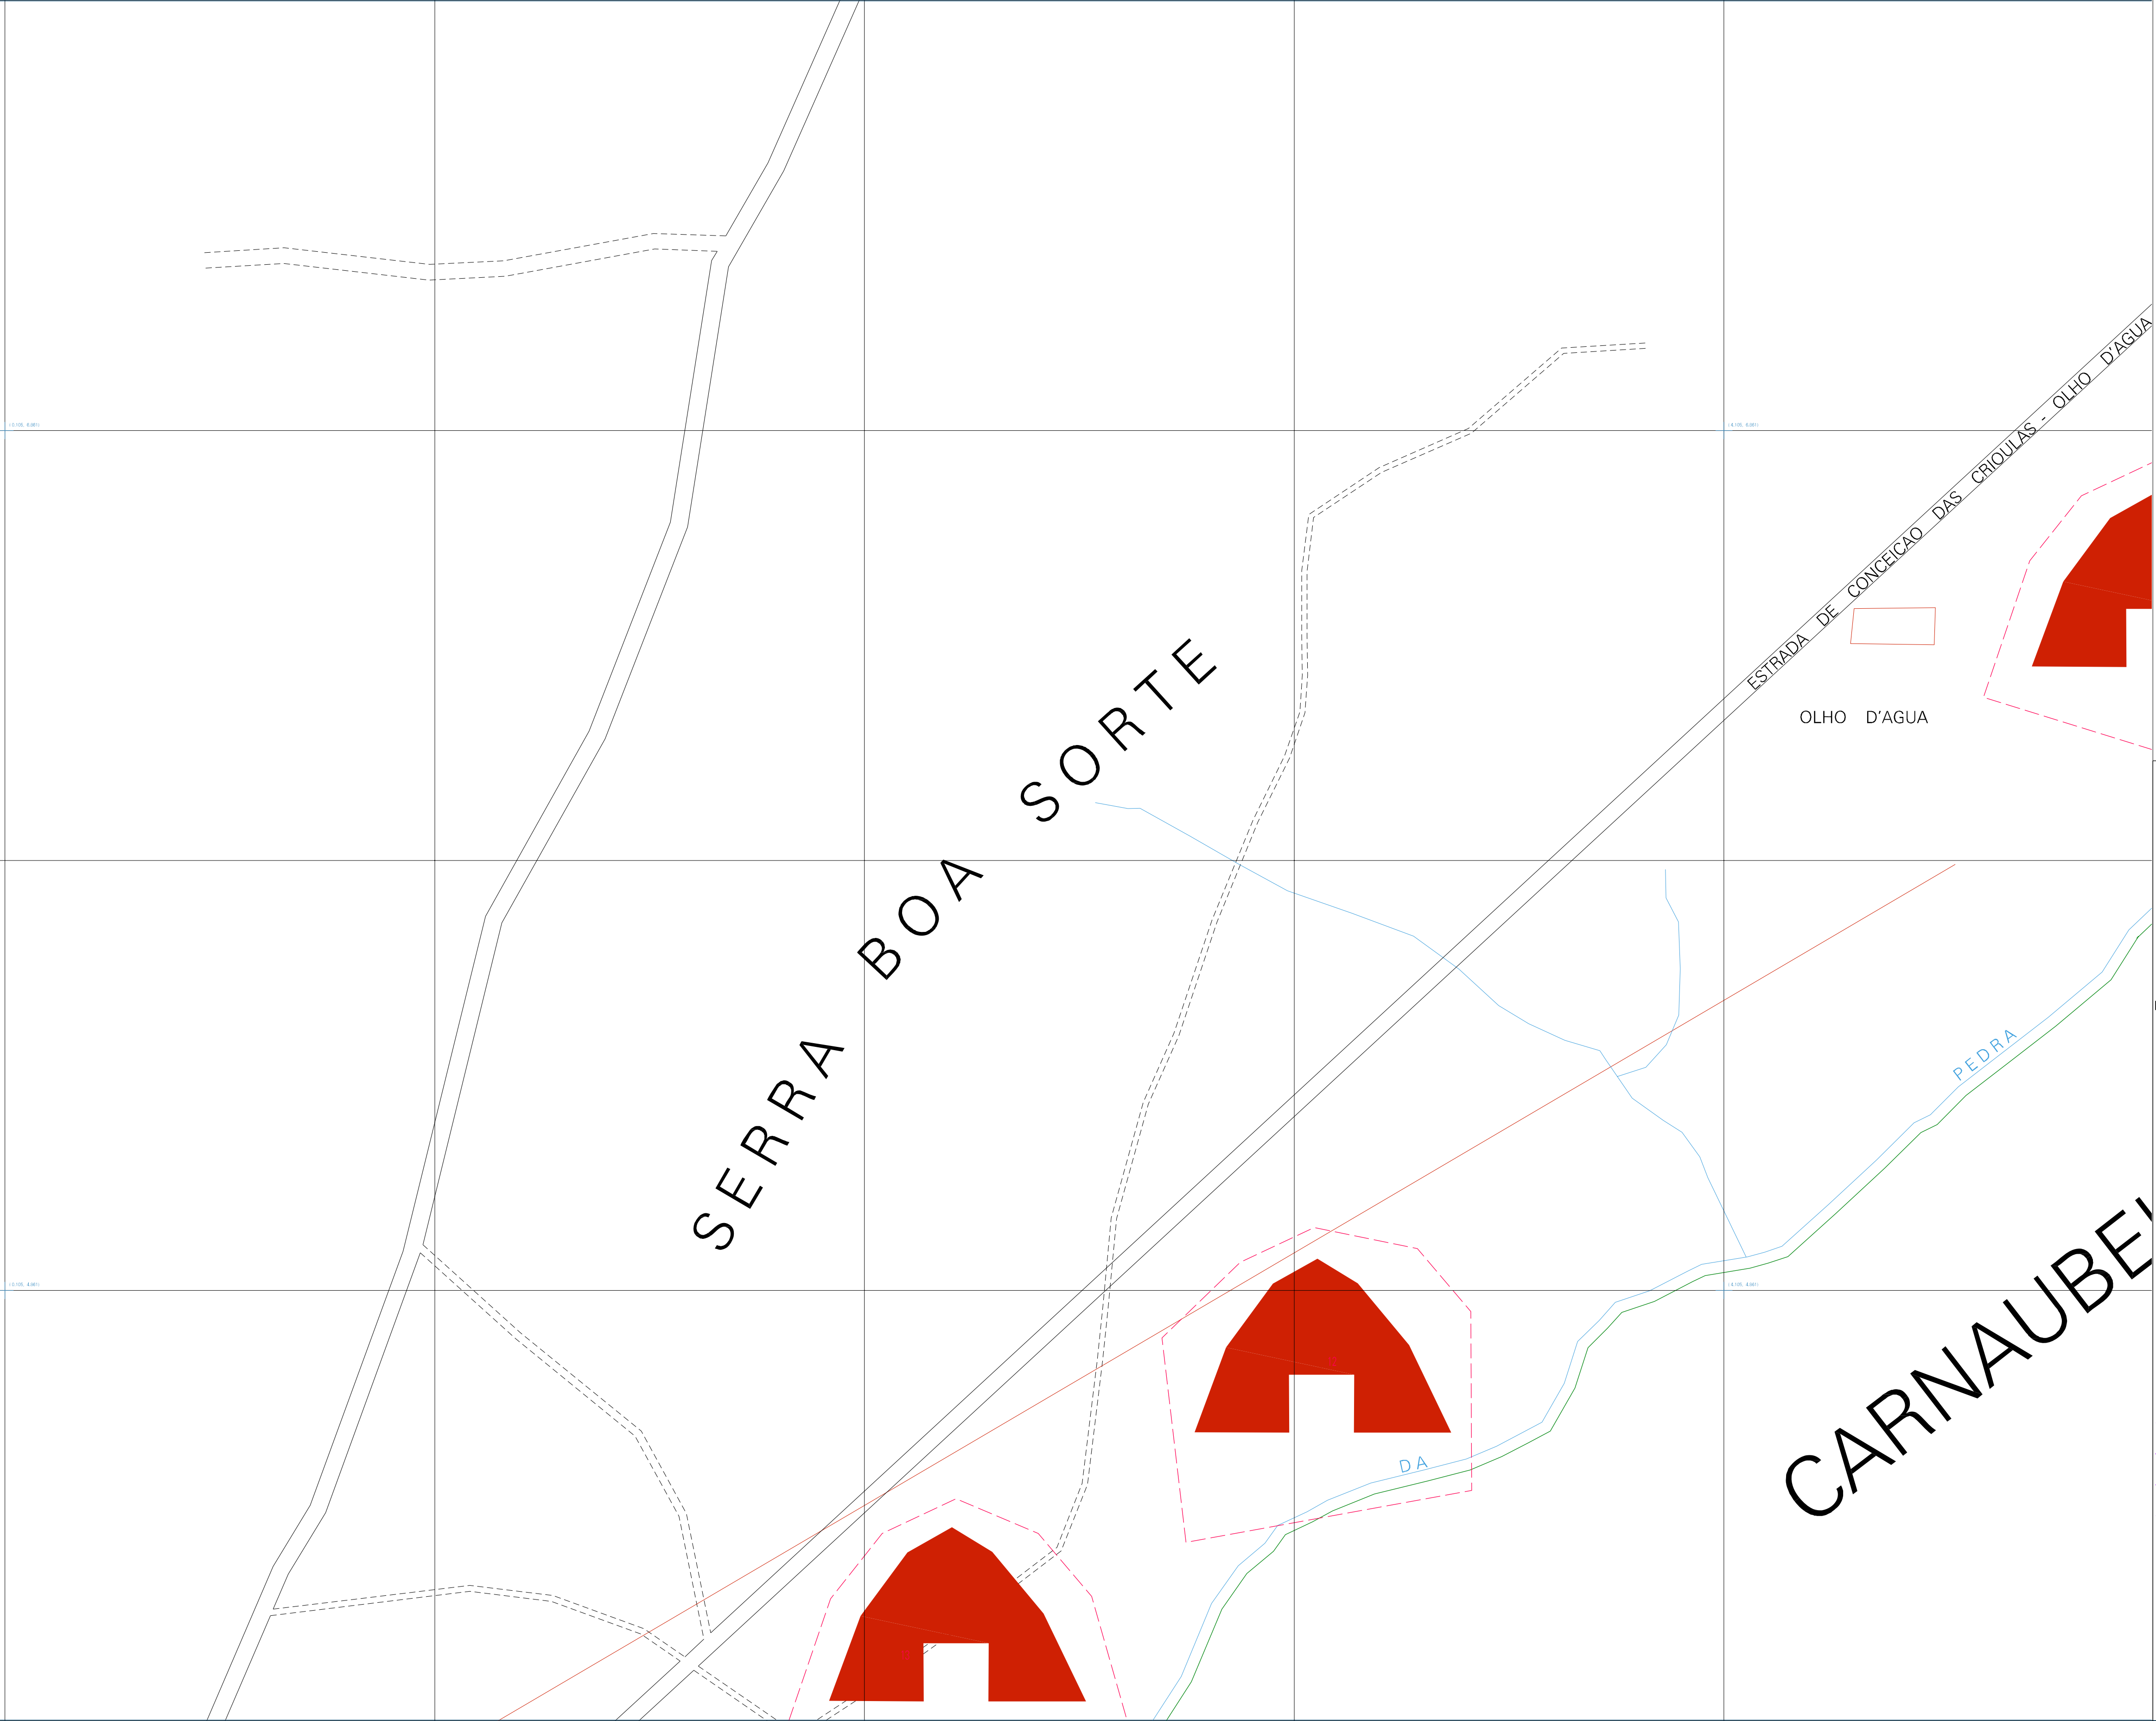 ESTRADA DE CONCEICAO DAS CRIOULAS - OLHO D'AGUA
OLHO D'AGUA
SERRA BOA SORTE
PEDRA
DA
CARNAUBE